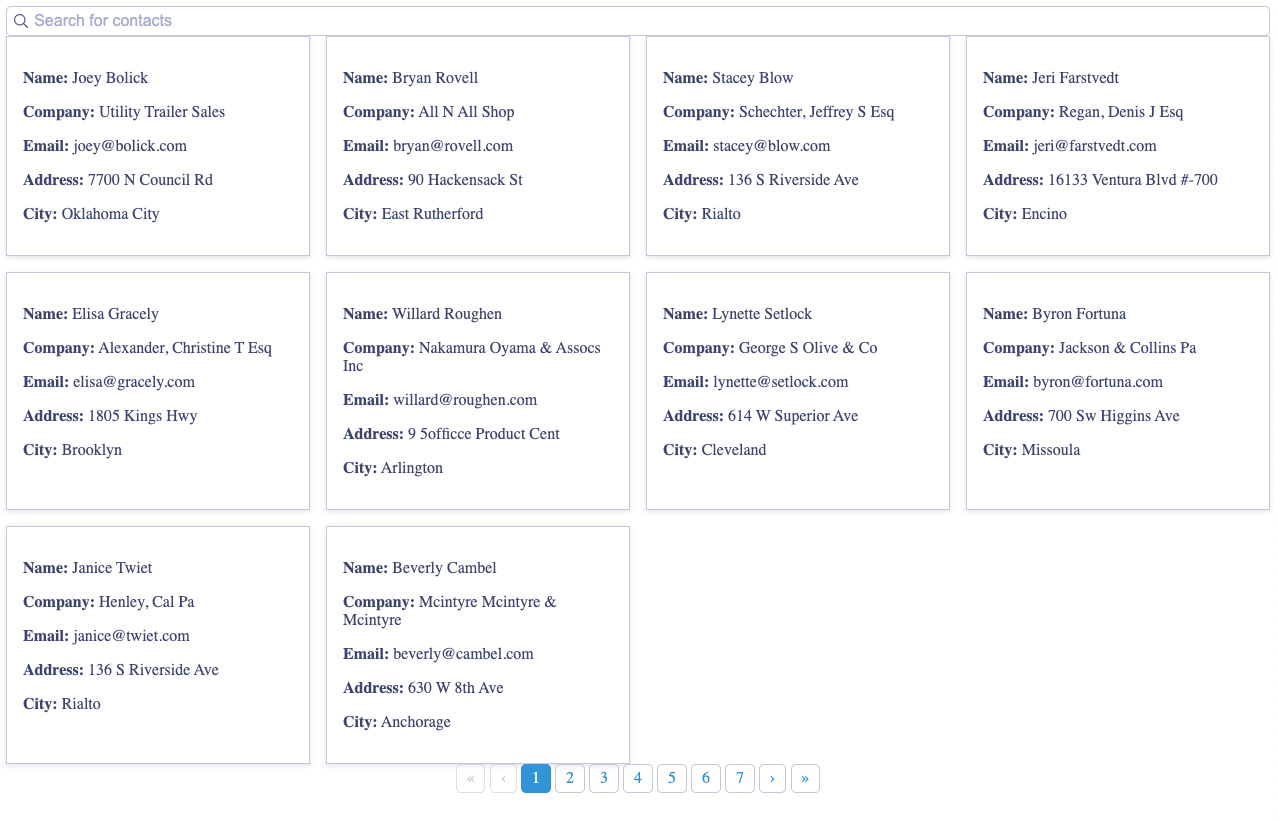 Search for contacts
Name: Joey Bolick
Company: Utility Trailer Sales
Email: joey@bolick.com
Address: 7700 N Council Rd
City: Oklahoma City
Name: Bryan Rovell
Company: All N All Shop
Email: bryan@rovell.com
Address: 90 Hackensack St
City: East Rutherford
Name: Stacey Blow
Company: Schechter, Jeffrey S Esq
Email: stacey@blow.com
Address: 136 S Riverside Ave
City: Rialto
Name: Jeri Farstvedt
Company: Regan, Denis J Esq
Email: jeri@farstvedt.com
Address: 16133 Ventura Blvd #-700
City: Encino
Name: Elisa Gracely
Company: Alexander, Christine T Esq
Email: elisa@gracely.com
Address: 1805 Kings Hwy
City: Brooklyn
Name: Willard Roughen
Company: Nakamura Oyama & Assocs
Inc
Email: willard@roughen.com
Address: 9 5officce Product Cent
City: Arlington
Name: Lynette Setlock
Company: George S Olive & Co
Email: lynette@setlock.com
Address: 614 W Superior Ave
City: Cleveland
Name: Byron Fortuna
Company: Jackson & Collins Pa
Email: byron@fortuna.com
Address: 700 Sw Higgins Ave
City: Missoula
Name: Janice Twiet
Company: Henley, Cal Pa
Email: janice@twiet.com
Address: 136 S Riverside Ave
City: Rialto
Name: Beverly Cambel
Company: Mcintyre Mcintyre &
Mcintyre
Email: beverly@cambel.com
Address: 630 W 8th Ave
City: Anchorage
« ‹ 1 2 3 4 5 6 7 › »